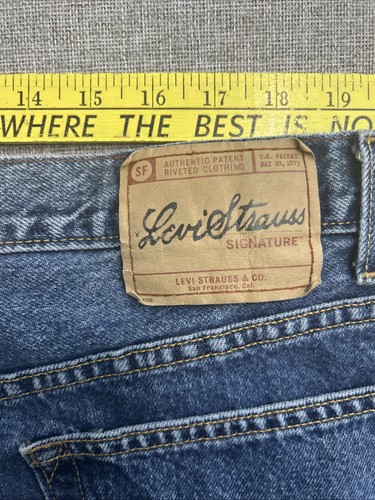 14 15 16 17 18 19
WHERE THE BEST IS NO
SF
AUTHENTIC PATENT
RIVETED CLOTHING
U.S. PATENT
MAY 20, 1873
Levi Strauss
SIGNATURE
LEVI STRAUSS & CO.
San Francisco, Cal.